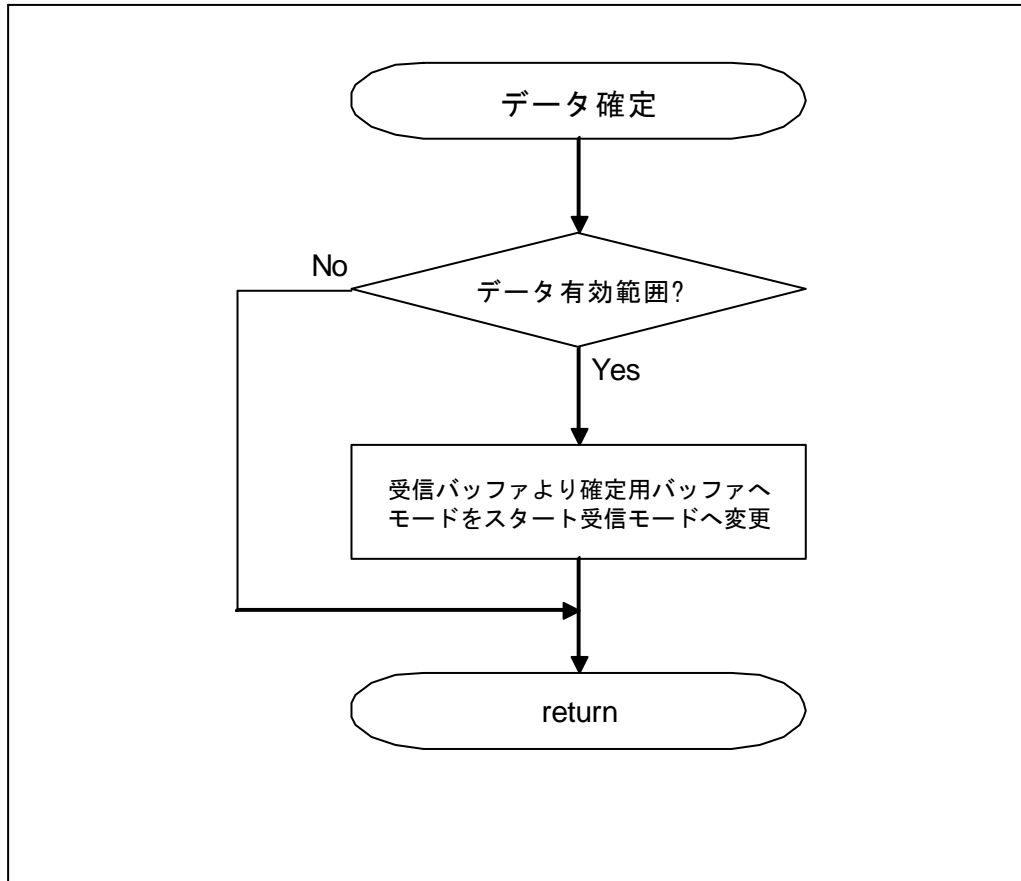 データ確定
No
データ有効範囲?
Yes
受信バッファより確定用バッファへ
モードをスタート受信モードへ変更
return